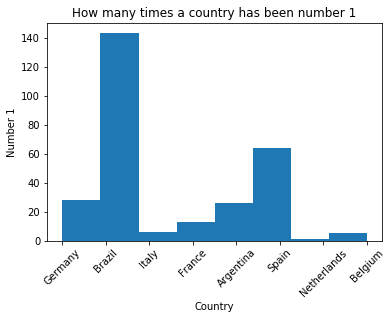 How many times a country has been number 1
Number 1
140
120
100
80
60
40
20
0
Germany
Brazil
Italy
France
Argentina
Spain
Netherlands
Belgium
Country